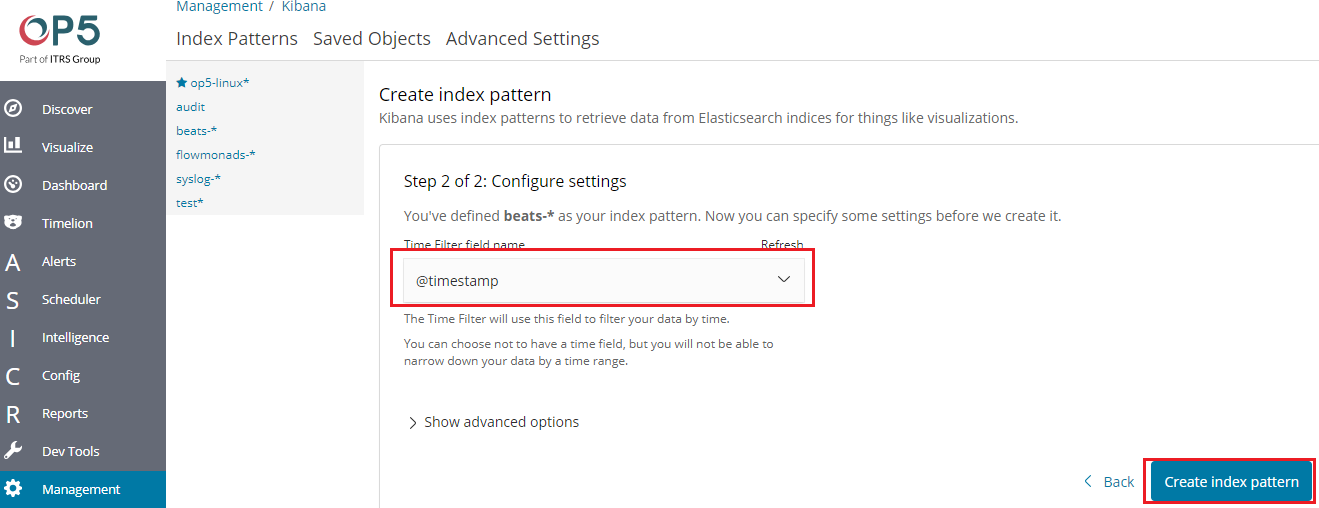 Management / Kibana
OP5
Part of ITRS Group
Index Patterns Saved Objects Advanced Settings
Discover
Visualize
Dashboard
Timelion
A Alerts
S Scheduler
I Intelligence
C Config
R Reports
Dev Tools
Management
op5-linux*
audit
beats-*
flowmonads-*
syslog-*
test*
Create index pattern
Kibana uses index patterns to retrieve data from Elasticsearch indices for things like visualizations.
Step 2 of 2: Configure settings
You've defined beats-* as your index pattern. Now you can specify some settings before we create it.
Time Filter field name Refresh
@timestamp
The Time Filter will use this field to filter your data by time.
You can choose not to have a time field, but you will not be able to
narrow down your data by a time range.
Show advanced options
Back Create index pattern